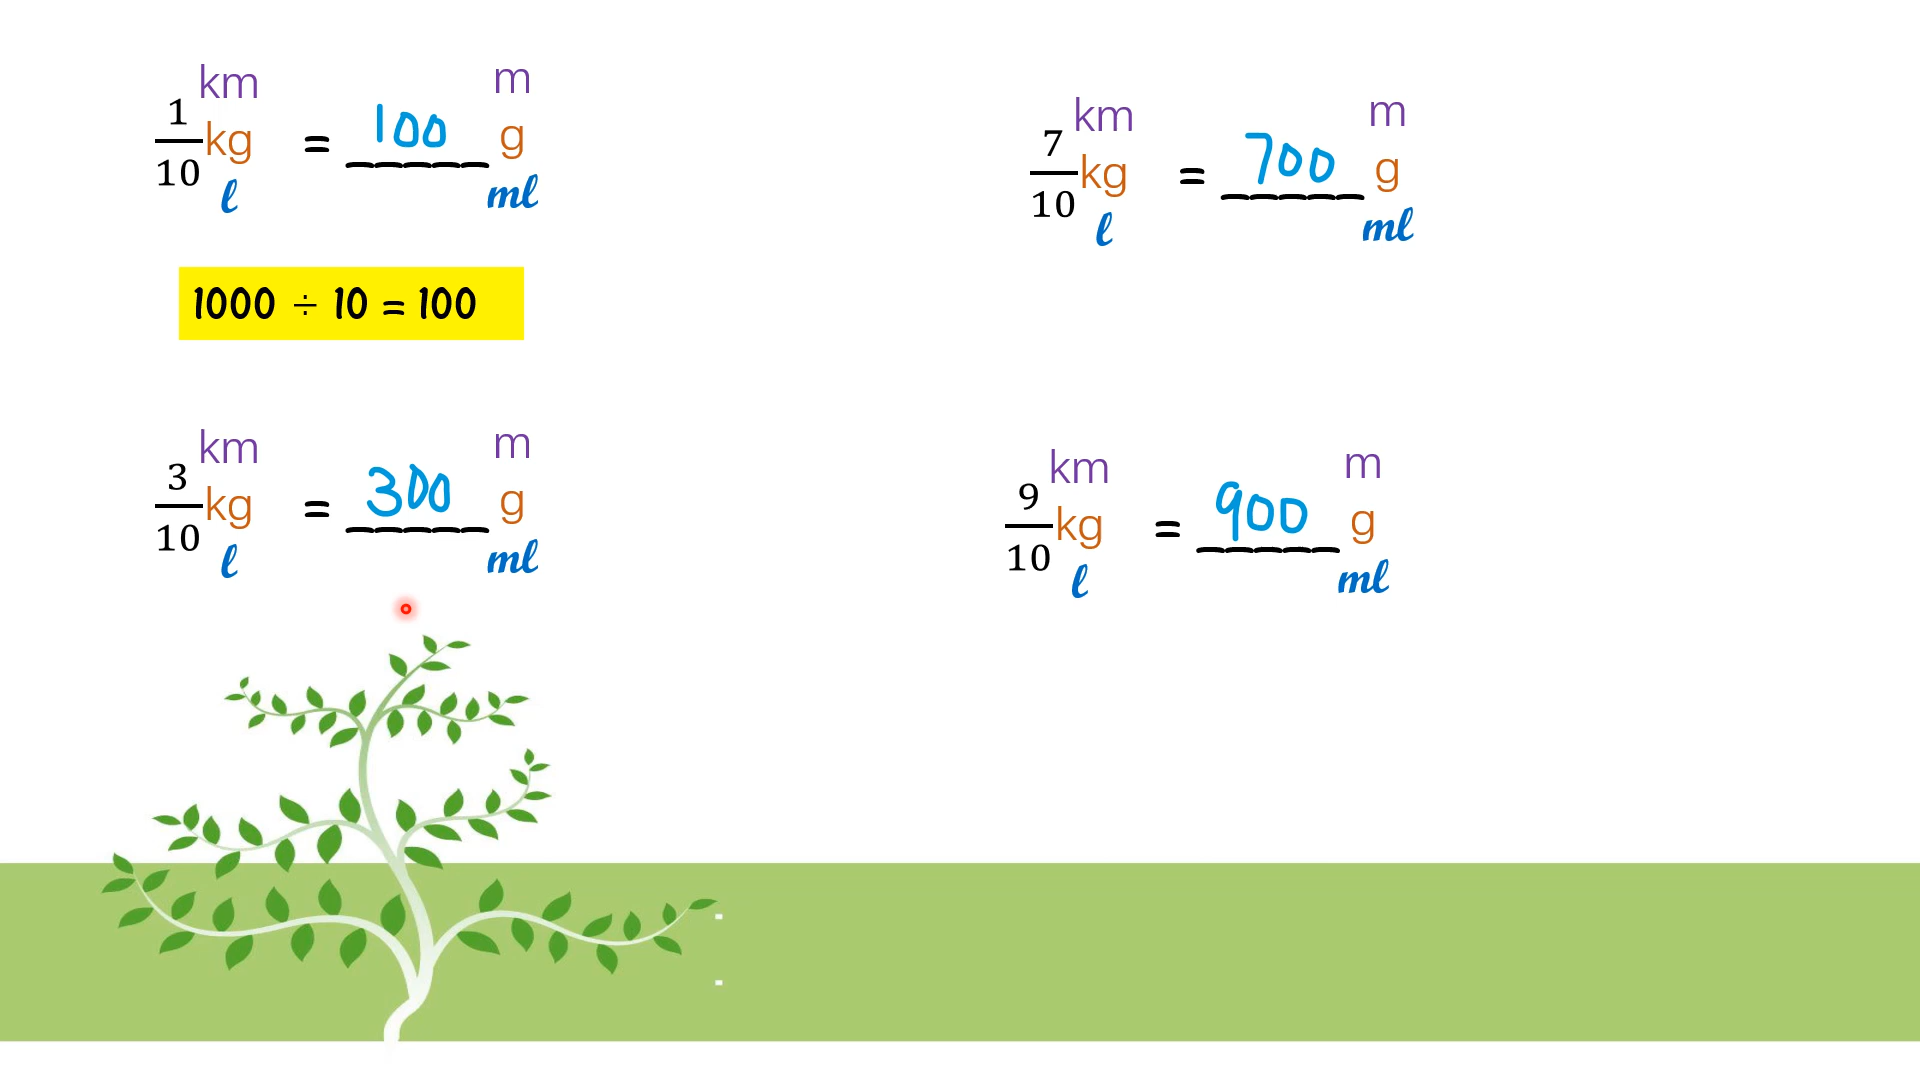 1/10 km kg l = 100 m g ml
1000 ÷ 10 = 100
3/10 km kg l = 300 m g ml
7/10 km kg l = 700 m g ml
9/10 km kg l = 900 m g ml